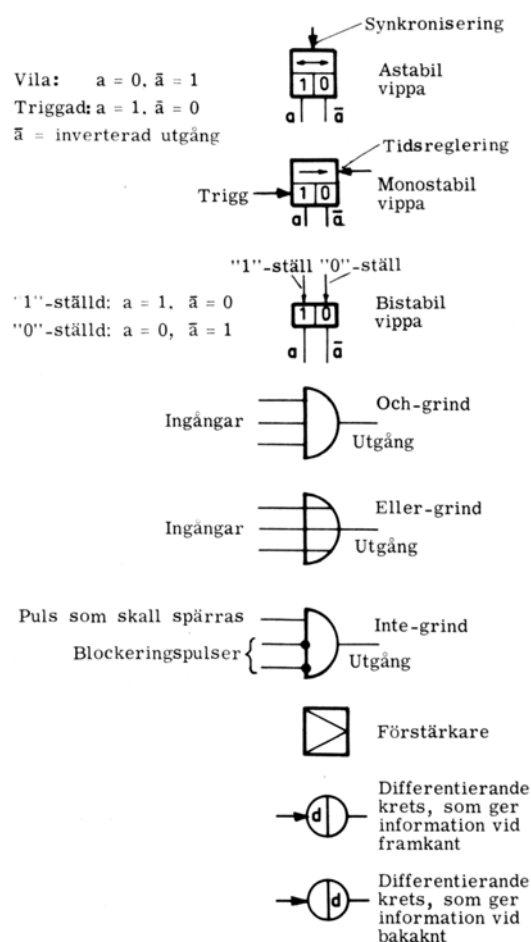 Synkronisering
Vila: a = 0, ā = 1
Triggad: a = 1, ā = 0
ā = inverterad utgång
1 0
a ā
Astabil
vippa
Tidsreglering
Trigg
1 0
a ā
Monostabil
vippa
"1"-ställ "0"-ställ
"1"-ställd: a = 1, ā = 0
"0"-ställd: a = 0, ā = 1
1 0
a ā
Bistabil
vippa
Ingångar
Och-grind
Utgång
Ingångar
Eller-grind
Utgång
Puls som skall spärras
Blockeringspulser
Inte-grind
Utgång
Förstärkare
d
Differentierande
krets, som ger
information vid
framkant
d
Differentierande
krets, som ger
information vid
bakaknt